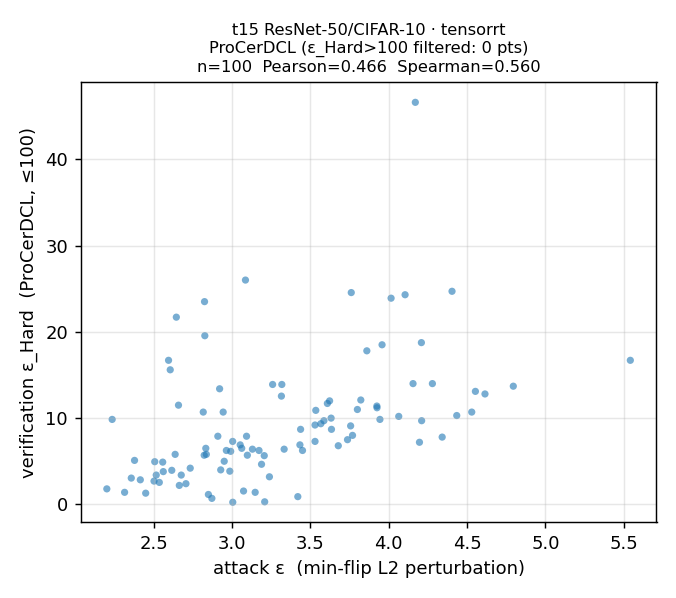 t15 ResNet-50/CIFAR-10 · tensorrt
ProCerDCL (ε_Hard>100 filtered: 0 pts)
n=100  Pearson=0.466  Spearman=0.560
verification ε_Hard  (ProCerDCL, ≤100)
40
30
20
10
0
2.5
3.0
3.5
4.0
4.5
5.0
5.5
attack ε  (min-flip L2 perturbation)